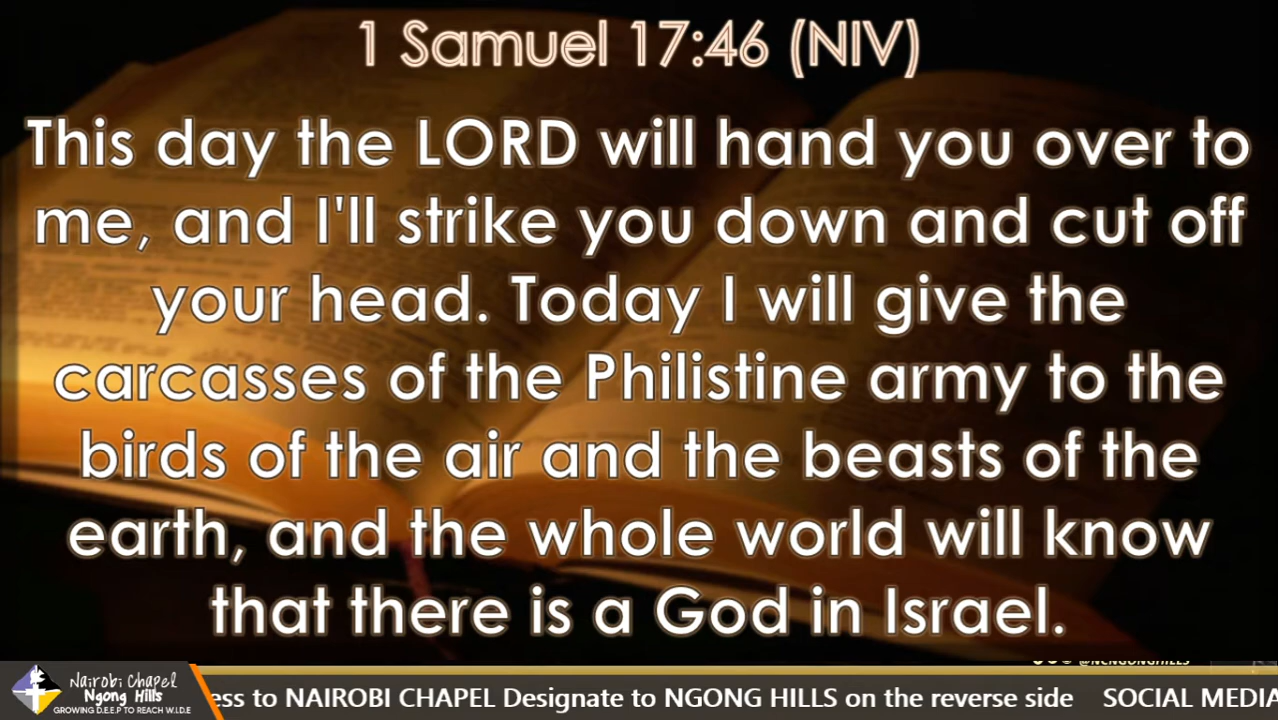 1 Samuel 17:46 (NIV)
This day the LORD will hand you over to
me, and I'll strike you down and cut off
your head. Today I will give the
carcasses of the Philistine army to the
birds of the air and the beasts of the
earth, and the whole world will know
that there is a God in Israel.
@NCNGONGHILLS
Nairobi Chapel
Ngong Hills
GROWING D.E.E.P TO REACH W.I.D.E
ess to NAIROBI CHAPEL Designate to NGONG HILLS on the reverse side SOCIAL MEDIA